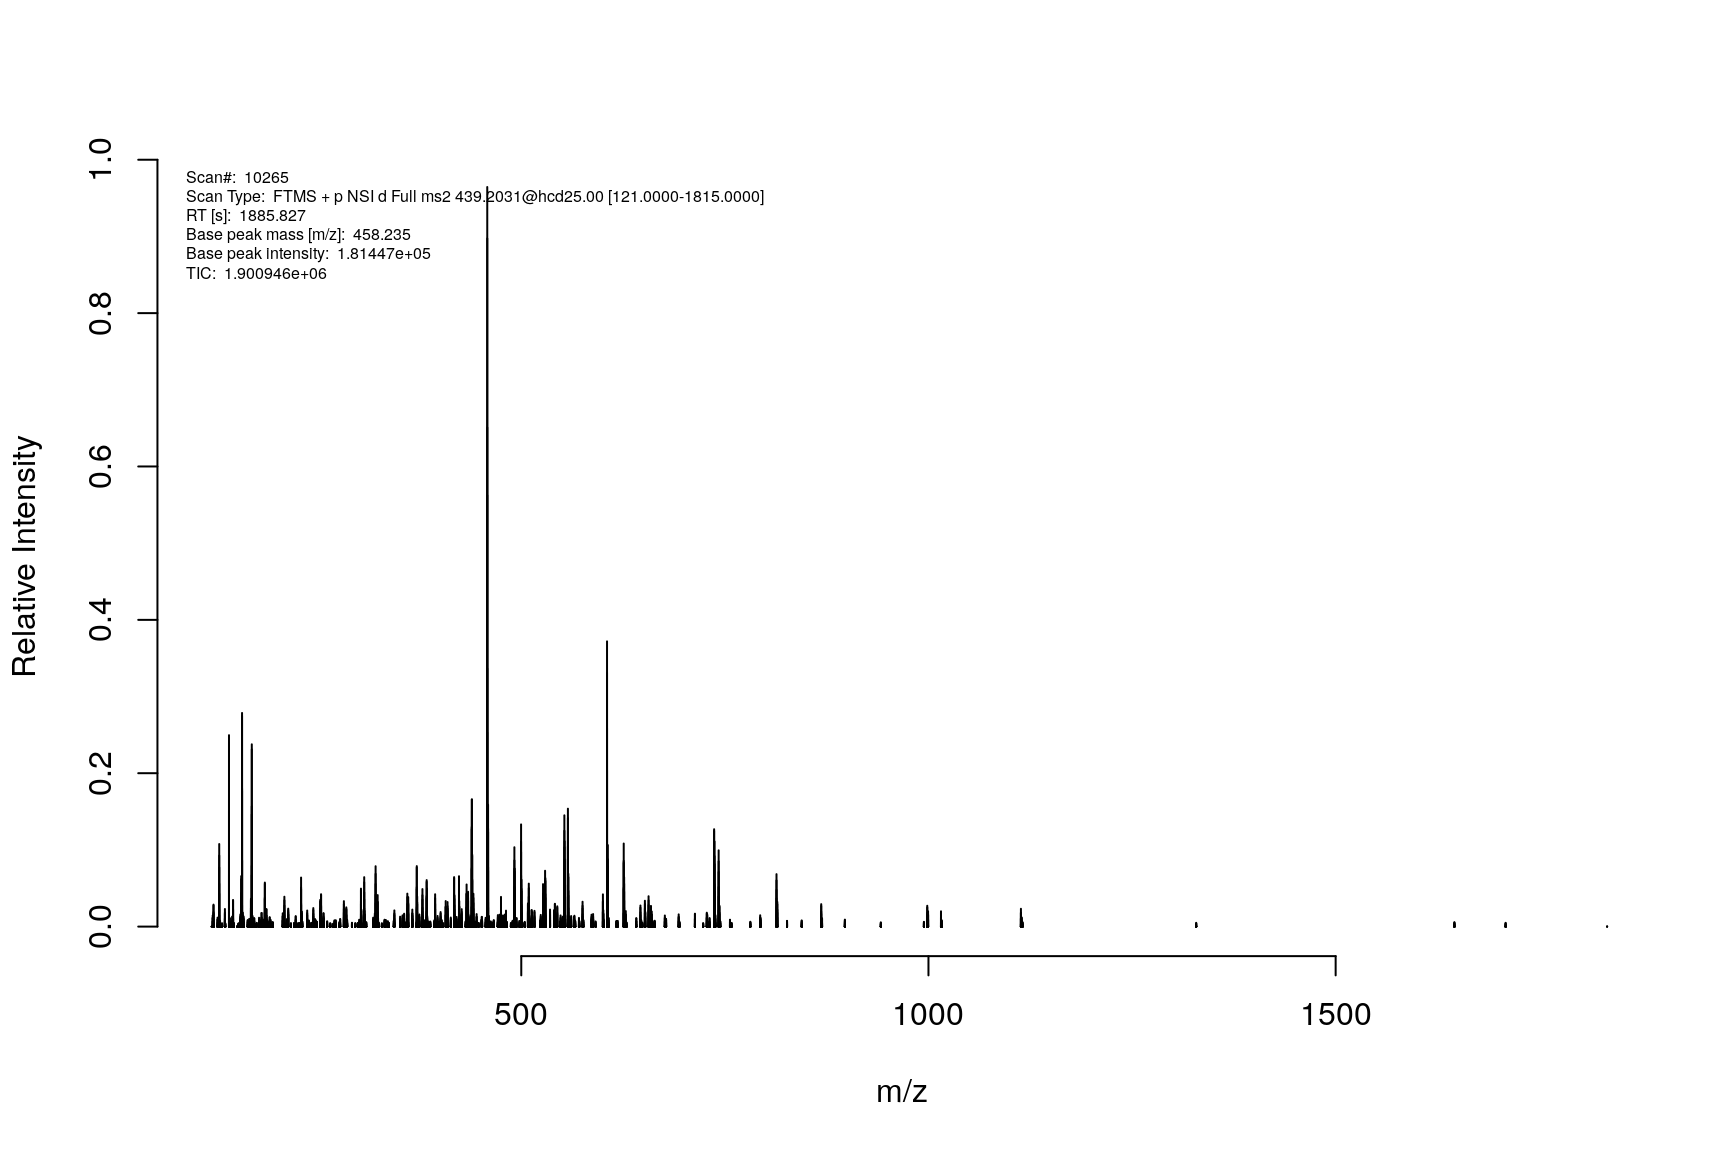 Scan#: 10265
Scan Type: FTMS + p NSI d Full ms2 439.2031@hcd25.00 [121.0000-1815.0000]
RT [s]: 1885.827
Base peak mass [m/z]: 458.235
Base peak intensity: 1.81447e+05
TIC: 1.900946e+06
1.0
0.8
0.6
0.4
0.2
0.0
Relative Intensity
500 1000 1500
m/z